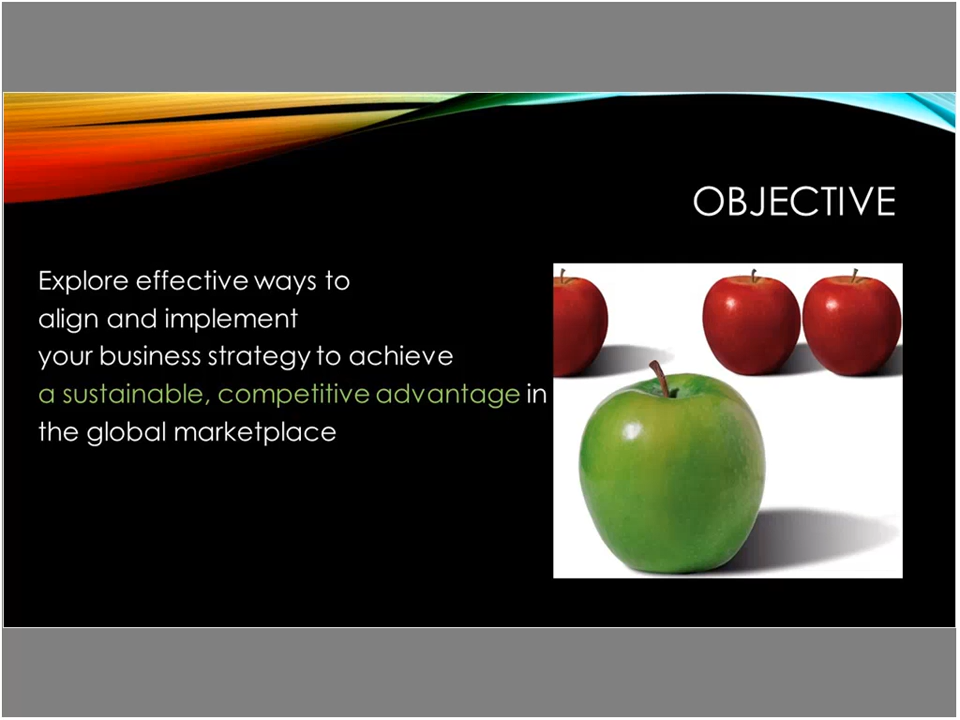 OBJECTIVE
Explore effective ways to
align and implement
your business strategy to achieve
a sustainable, competitive advantage in
the global marketplace